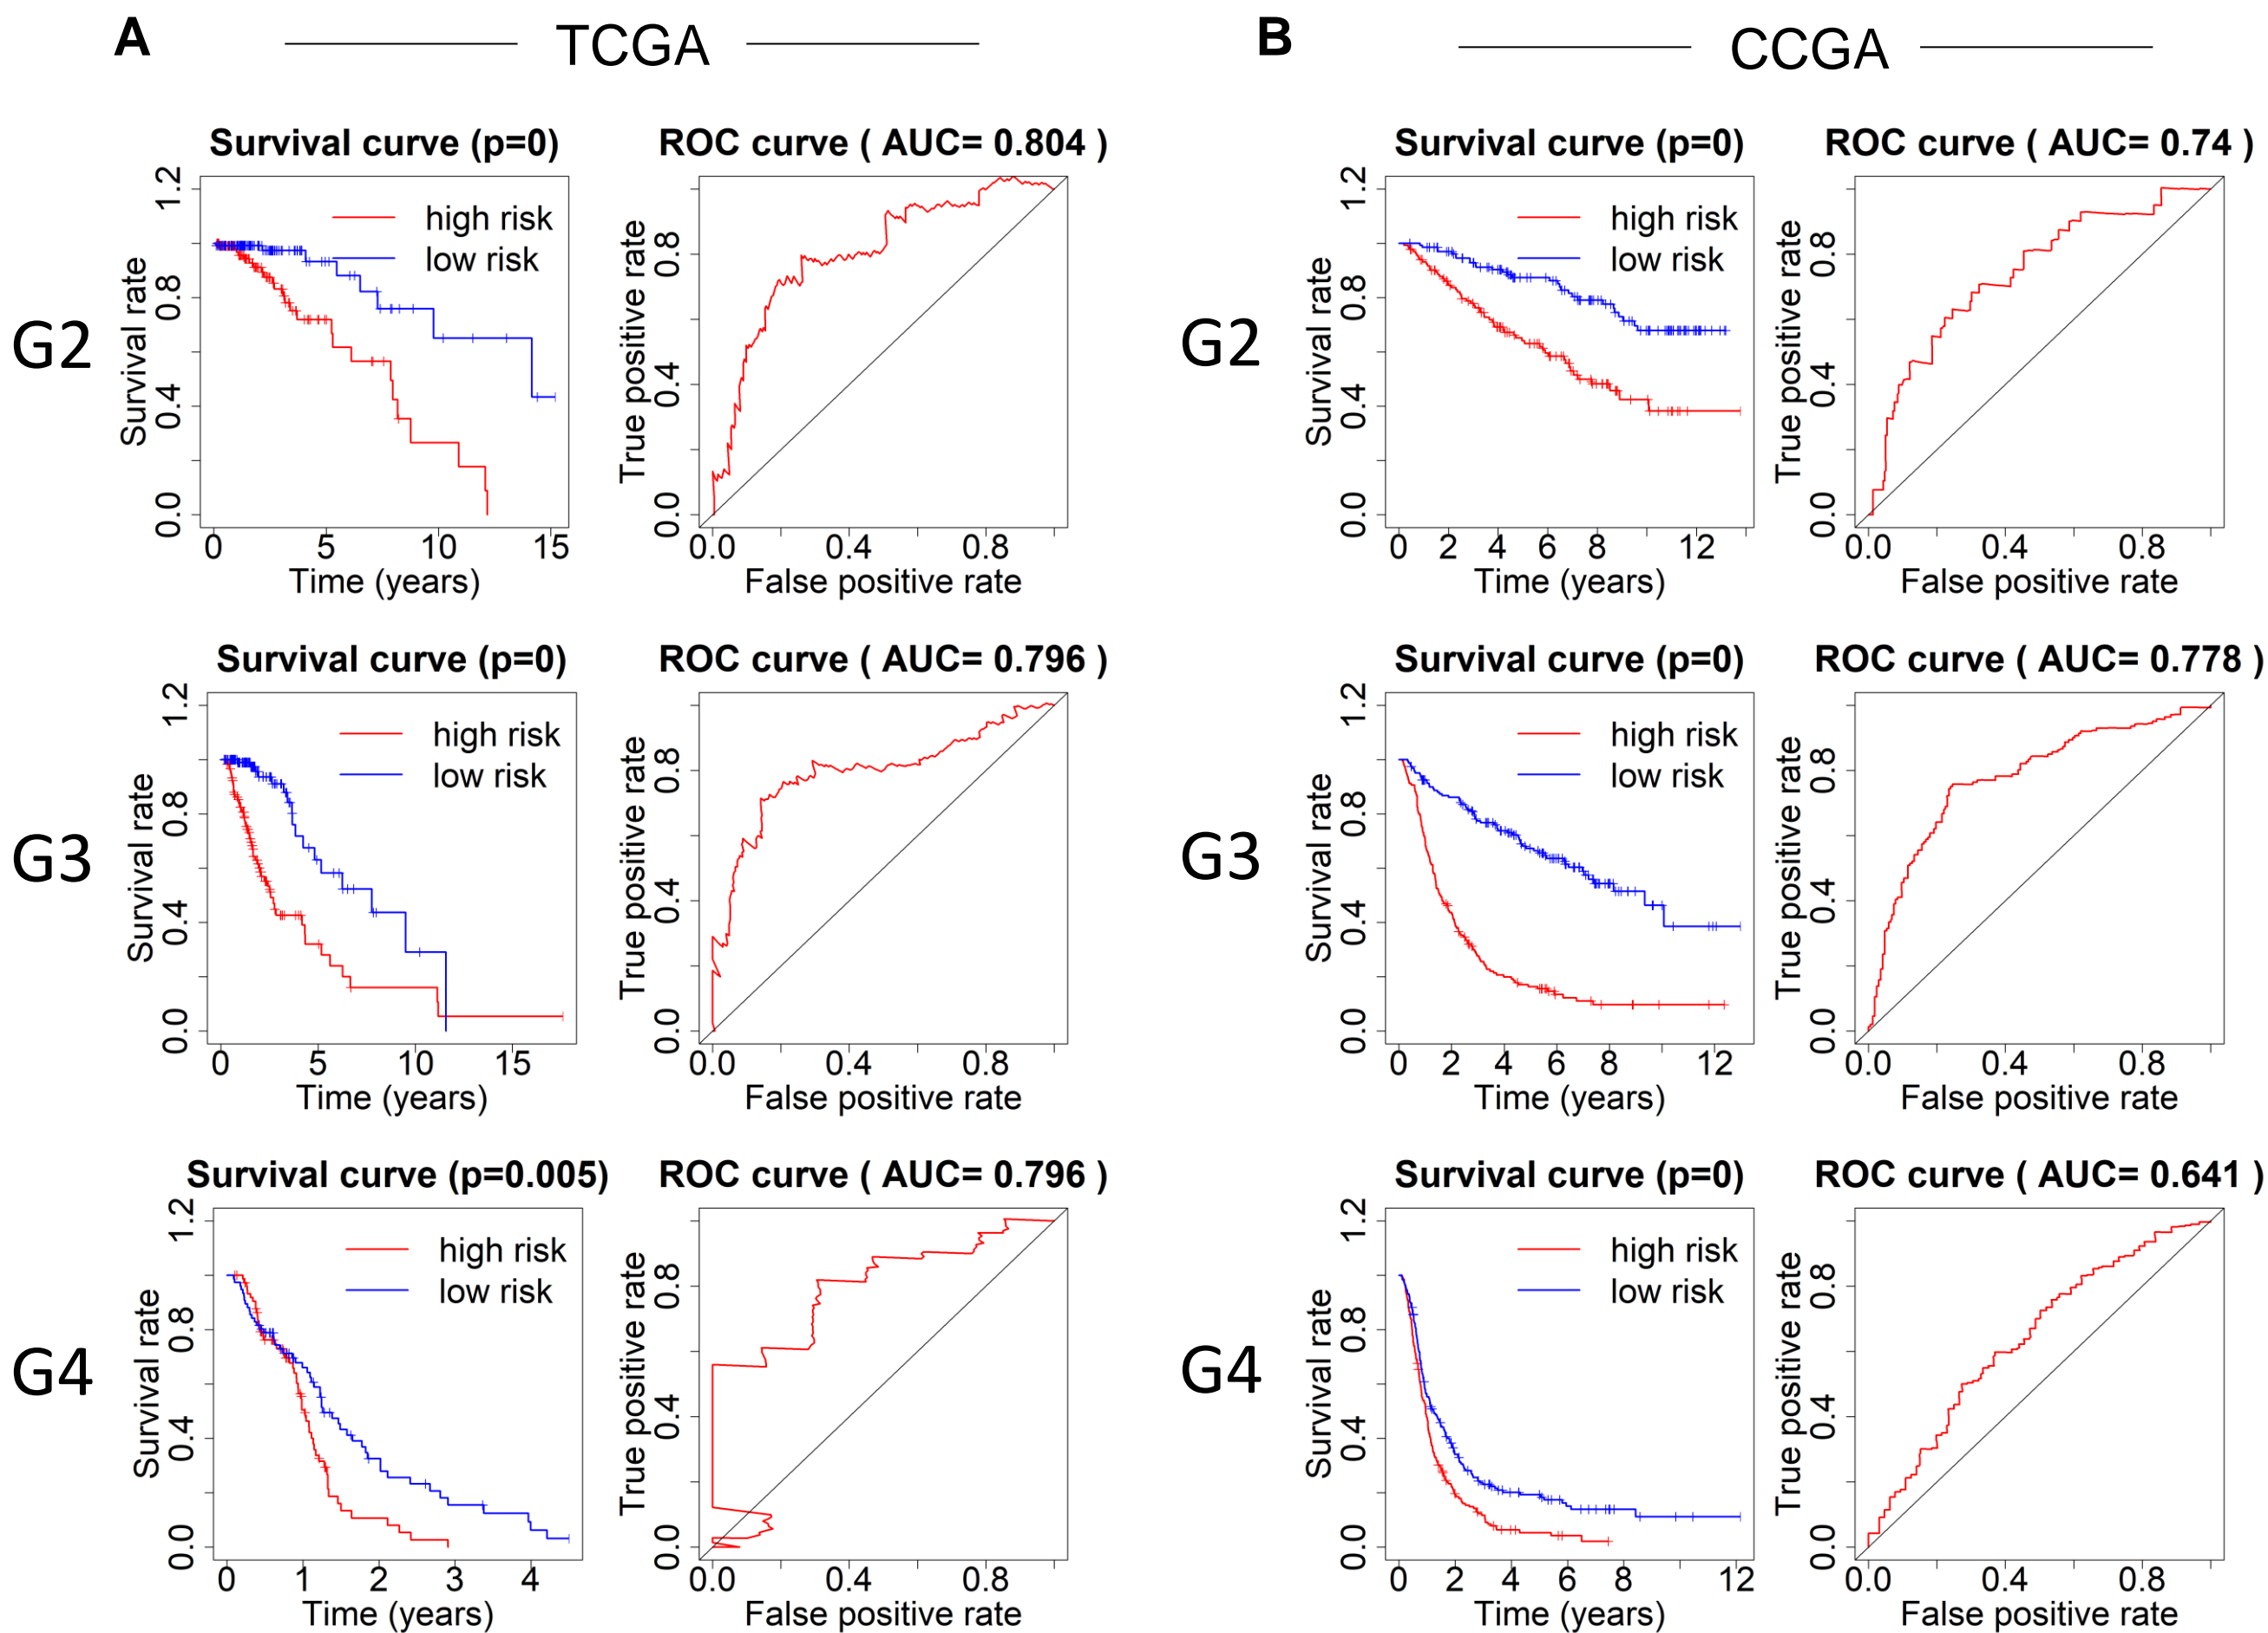 A
TCGA
B
CCGA
G2
Survival curve (p=0)
high risk
low risk
Survival rate
0.0 0.4 0.8 1.2
0 5 10 15
Time (years)
ROC curve ( AUC= 0.804 )
True positive rate
0.0 0.4 0.8
0.0 0.4 0.8
False positive rate
G2
Survival curve (p=0)
high risk
low risk
Survival rate
0.0 0.4 0.8 1.2
0 2 4 6 8 12
Time (years)
ROC curve ( AUC= 0.74 )
True positive rate
0.0 0.4 0.8
0.0 0.4 0.8
False positive rate
G3
Survival curve (p=0)
high risk
low risk
Survival rate
0.0 0.4 0.8 1.2
0 5 10 15
Time (years)
ROC curve ( AUC= 0.796 )
True positive rate
0.0 0.4 0.8
0.0 0.4 0.8
False positive rate
G3
Survival curve (p=0)
high risk
low risk
Survival rate
0.0 0.4 0.8 1.2
0 2 4 6 8 12
Time (years)
ROC curve ( AUC= 0.778 )
True positive rate
0.0 0.4 0.8
0.0 0.4 0.8
False positive rate
G4
Survival curve (p=0.005)
high risk
low risk
Survival rate
0.0 0.4 0.8 1.2
0 1 2 3 4
Time (years)
ROC curve ( AUC= 0.796 )
True positive rate
0.0 0.4 0.8
0.0 0.4 0.8
False positive rate
G4
Survival curve (p=0)
high risk
low risk
Survival rate
0.0 0.4 0.8 1.2
0 2 4 6 8 12
Time (years)
ROC curve ( AUC= 0.641 )
True positive rate
0.0 0.4 0.8
0.0 0.4 0.8
False positive rate